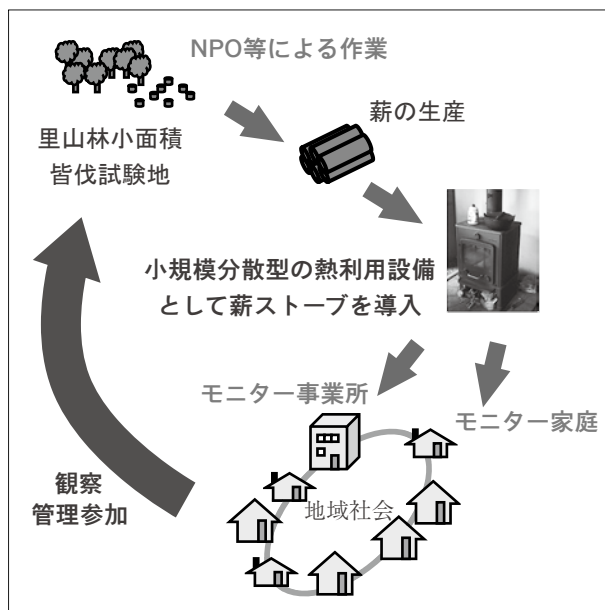 NPO等による作業
里山林小面積
皆伐試験地
薪の生産
小規模分散型の熱利用設備
として薪ストーブを導入
モニター事業所
モニター家庭
観察
管理参加
地域社会